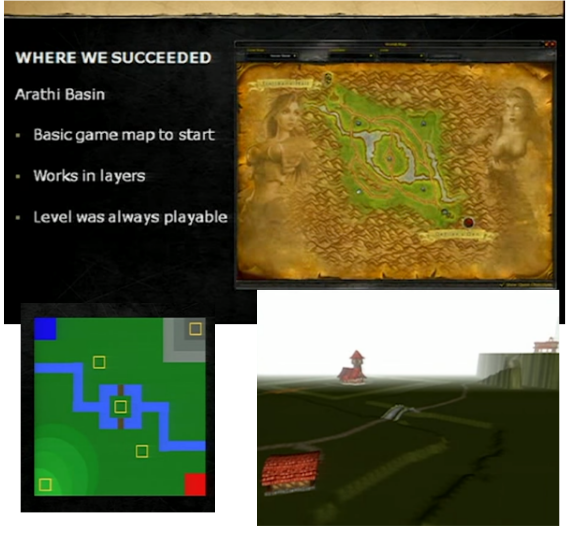 WHERE WE SUCCEEDED
Arathi Basin
Basic game map to start
Works in layers
Level was always playable